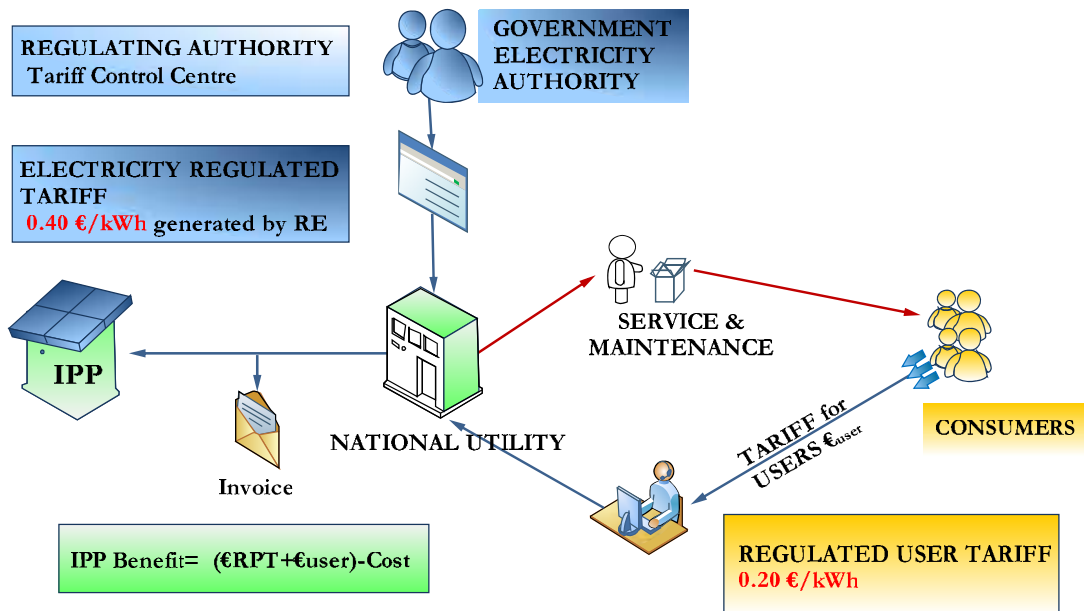 REGULATING AUTHORITY
Tariff Control Centre
GOVERNMENT
ELECTRICITY
AUTHORITY
ELECTRICITY REGULATED
TARIFF
0.40 €/kWh generated by RE
SERVICE &
MAINTENANCE
IPP
NATIONAL UTILITY
Invoice
TARIFF for
USERS €user
CONSUMERS
IPP Benefit= (€RPT+€user)-Cost
REGULATED USER TARIFF
0.20 €/kWh